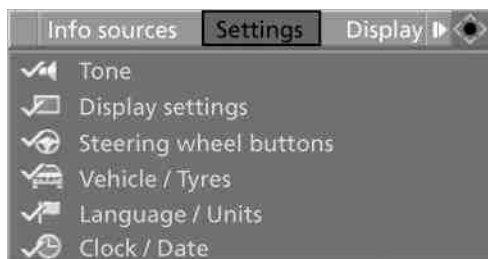 Info sources Settings Display
Tone
Display settings
Steering wheel buttons
Vehicle / Tyres
Language / Units
Clock / Date